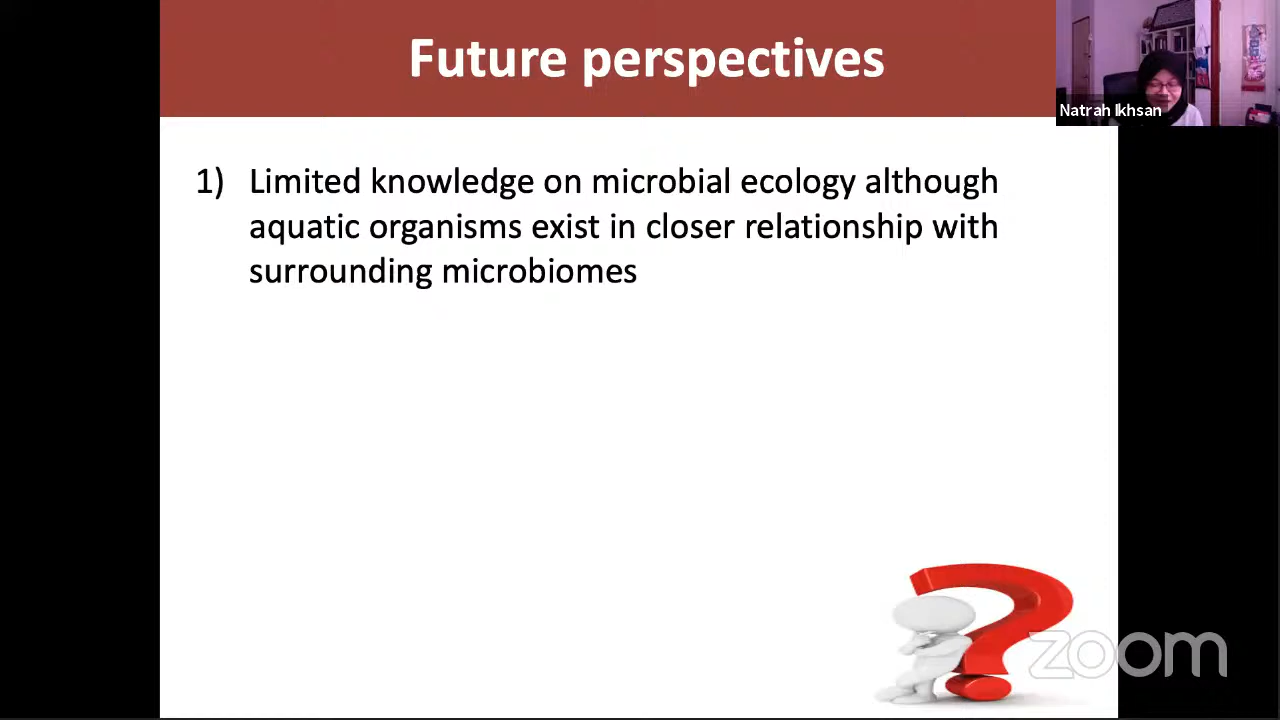 Future perspectives
Natrah Ikhsan
1) Limited knowledge on microbial ecology although
aquatic organisms exist in closer relationship with
surrounding microbiomes
zoom